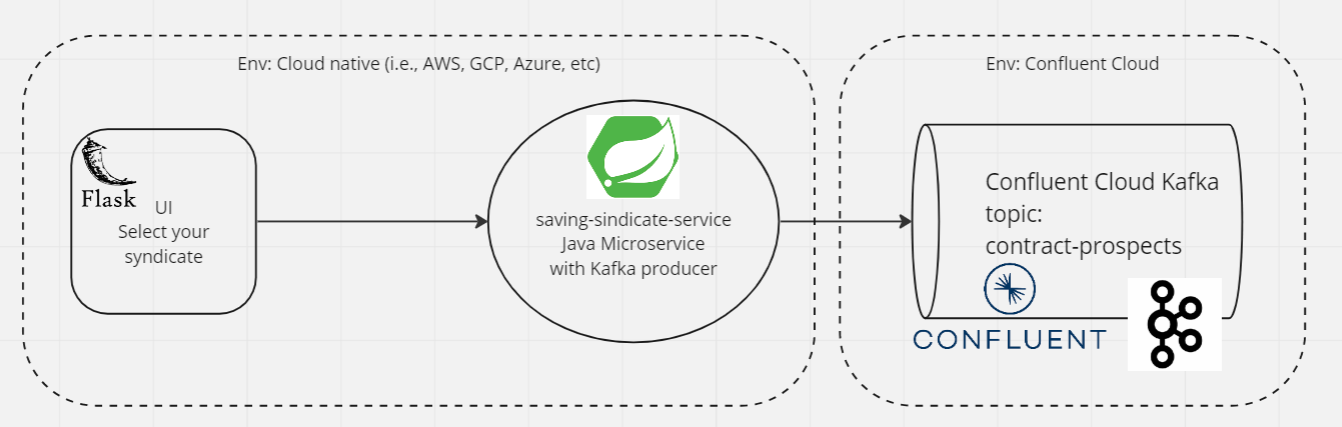 Env: Cloud native (i.e., AWS, GCP, Azure, etc)
Flask
UI
Select your
syndicate
saving-sindicate-service
Java Microservice
with Kafka producer
Env: Confluent Cloud
Confluent Cloud Kafka
topic:
contract-prospects
CONFLUENT